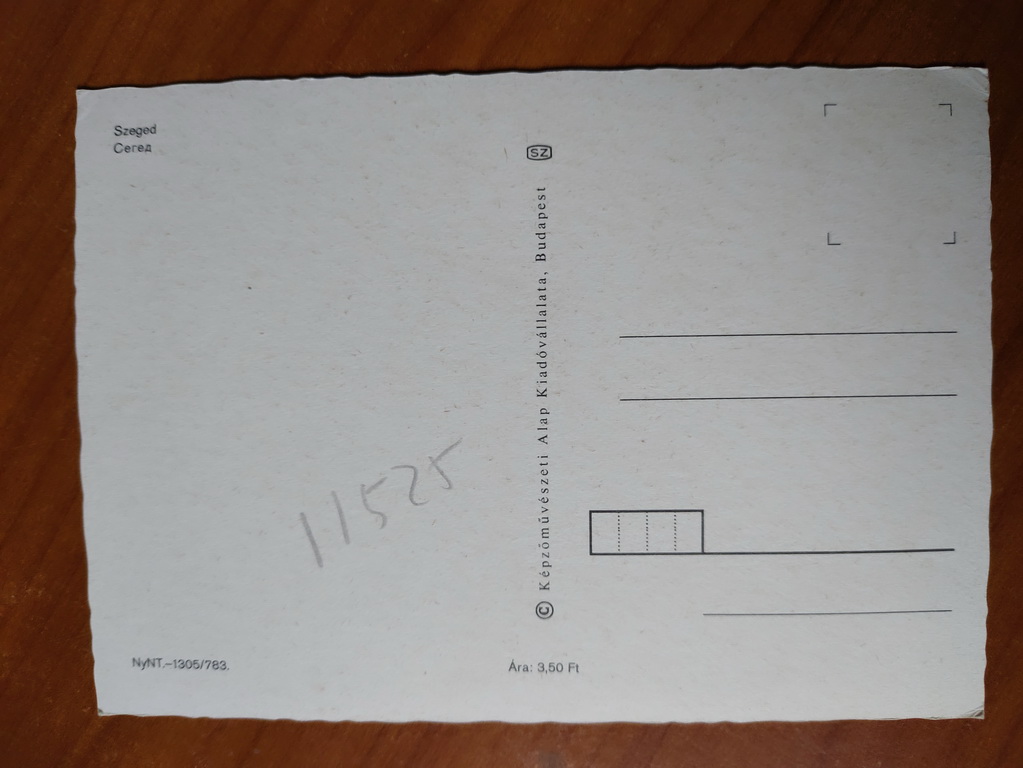 Szeged
Сегед
SZ
© Képzőművészeti Alap Kiadóvállalata, Budapest
11525
NyNT.–1305/783.
Ára: 3,50 Ft